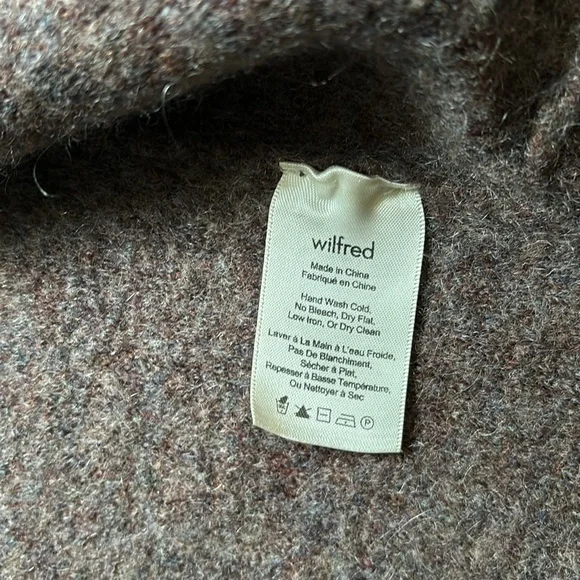 wilfred
Made in China
Fabriqué en Chine
Hand Wash Cold,
No Bleach, Dry Flat,
Low Iron, Or Dry Clean
Laver à La Main à L'eau Froide,
Pas De Blanchiment,
Sécher à Plat,
Repesser à Basse Température,
Ou Nettoyer à Sec
P